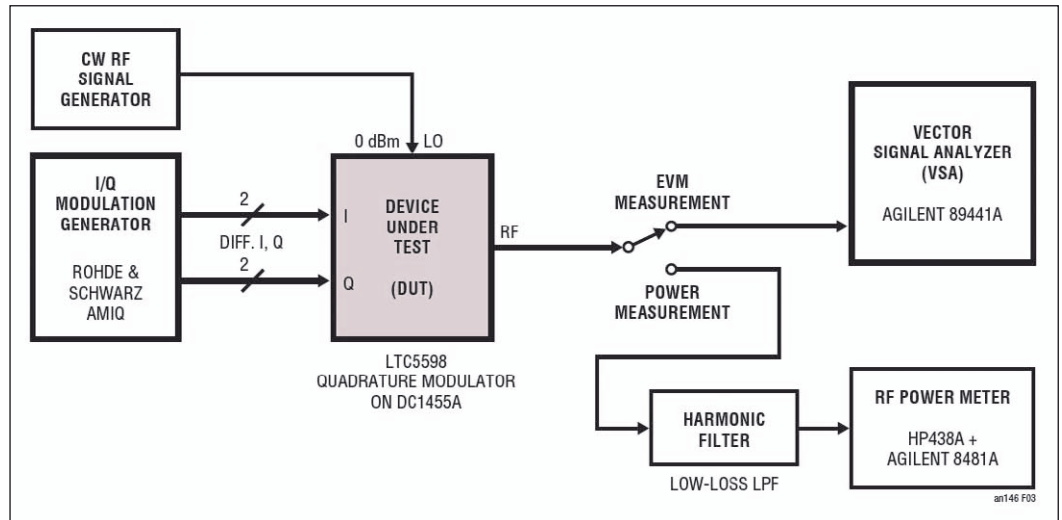 CW RF
SIGNAL
GENERATOR
0 dBm
LO
I/Q
MODULATION
GENERATOR
ROHDE &
SCHWARZ
AMIQ
2
DIFF. I, Q
2
I
Q
DEVICE
UNDER
TEST
(DUT)
RF
LTC5598
QUADRATURE MODULATOR
ON DC1455A
EVM
MEASUREMENT
POWER
MEASUREMENT
VECTOR
SIGNAL ANALYZER
(VSA)
AGILENT 89441A
HARMONIC
FILTER
LOW-LOSS LPF
RF POWER METER
HP438A +
AGILENT 8481A
an146 F03